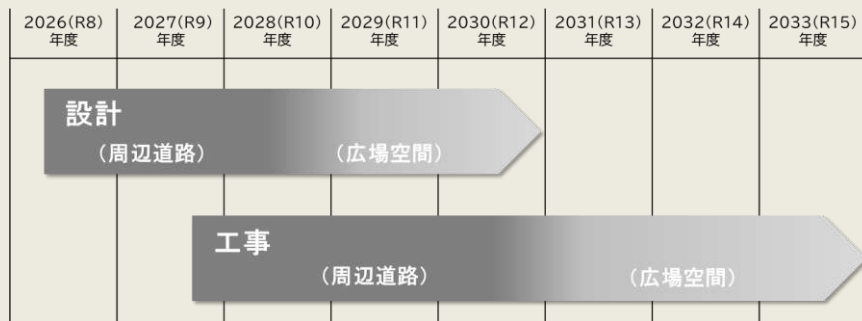 2026(R8) 2027(R9) 2028(R10) 2029(R11) 2030(R12) 2031(R13) 2032(R14) 2033(R15)
年度 年度 年度 年度 年度 年度 年度 年度
設計
(周辺道路) (広場空間)
工事
(周辺道路) (広場空間)